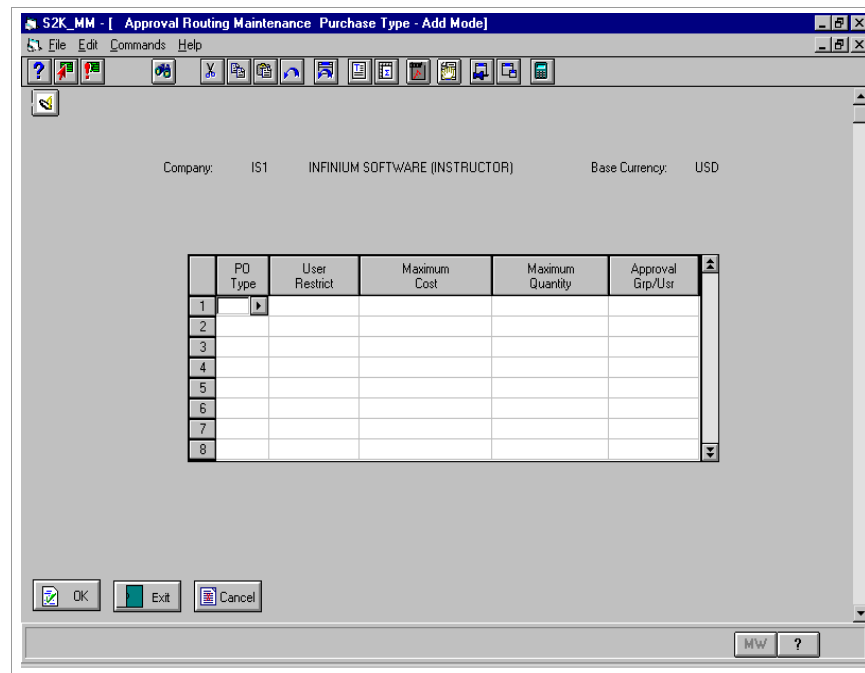 S2K_MM - [ Approval Routing Maintenance Purchase Type - Add Mode]
File Edit Commands Help
Company: IS1 INFINIUM SOFTWARE (INSTRUCTOR) Base Currency: USD
PO Type User Restrict Maximum Cost Maximum Quantity Approval Grp/Usr
1
2
3
4
5
6
7
8
OK Exit Cancel
MW ?